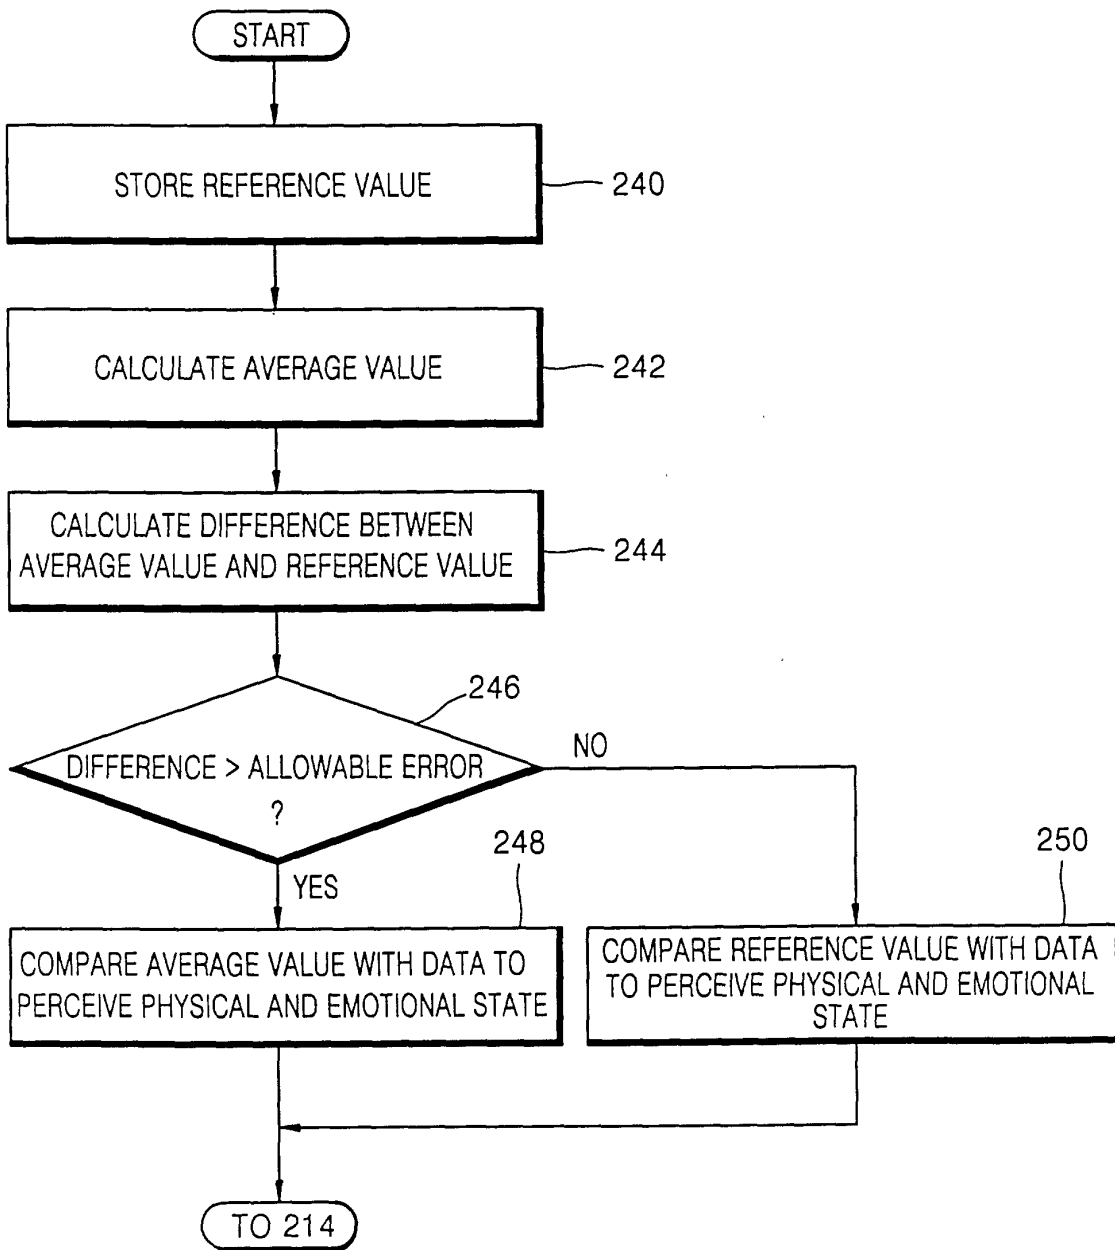 START
STORE REFERENCE VALUE
240
CALCULATE AVERAGE VALUE
242
CALCULATE DIFFERENCE BETWEEN
AVERAGE VALUE AND REFERENCE VALUE
244
246
DIFFERENCE > ALLOWABLE ERROR
?
NO
YES
248
COMPARE AVERAGE VALUE WITH DATA TO
PERCEIVE PHYSICAL AND EMOTIONAL STATE
250
COMPARE REFERENCE VALUE WITH DATA
TO PERCEIVE PHYSICAL AND EMOTIONAL
STATE
TO 214